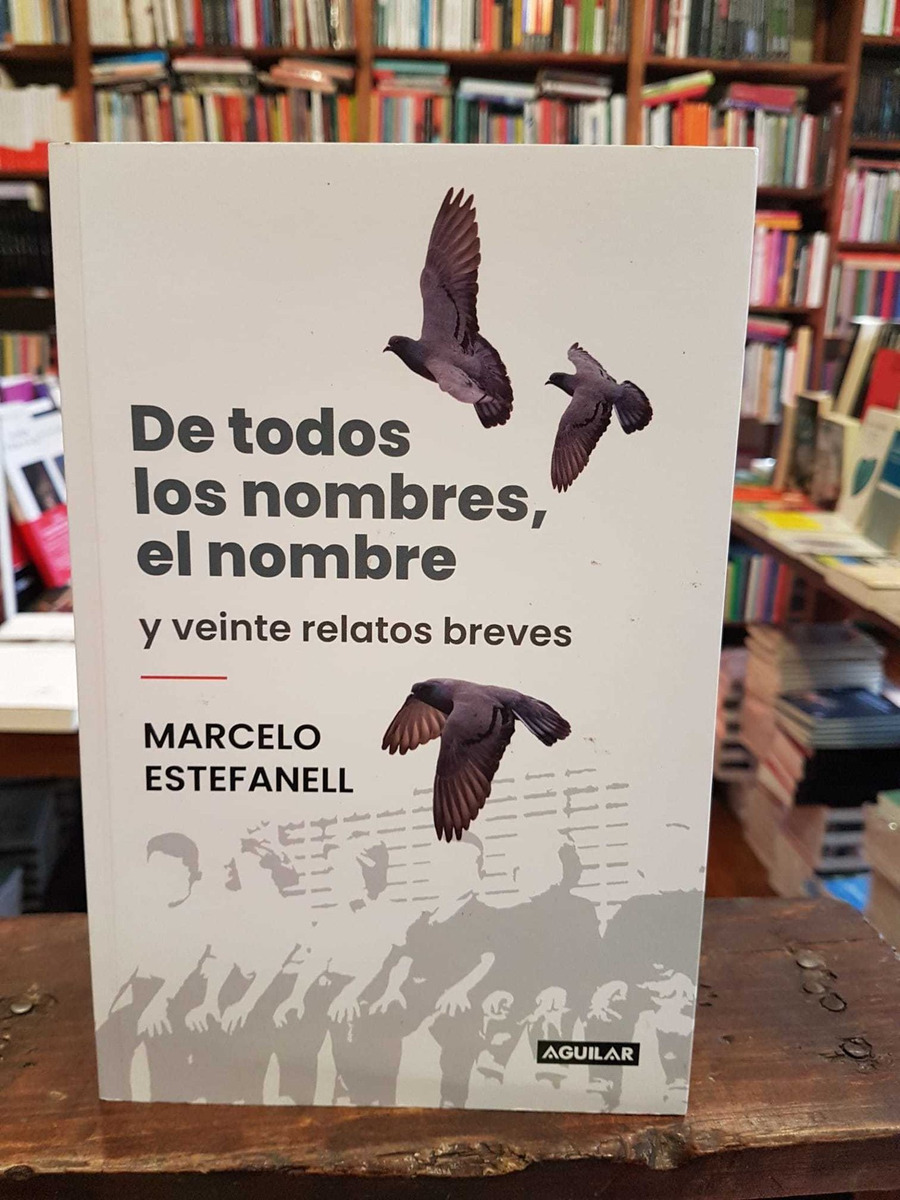 De todos
los nombres,
el nombre
y veinte relatos breves
MARCELO
ESTEFANELL
AGUILAR